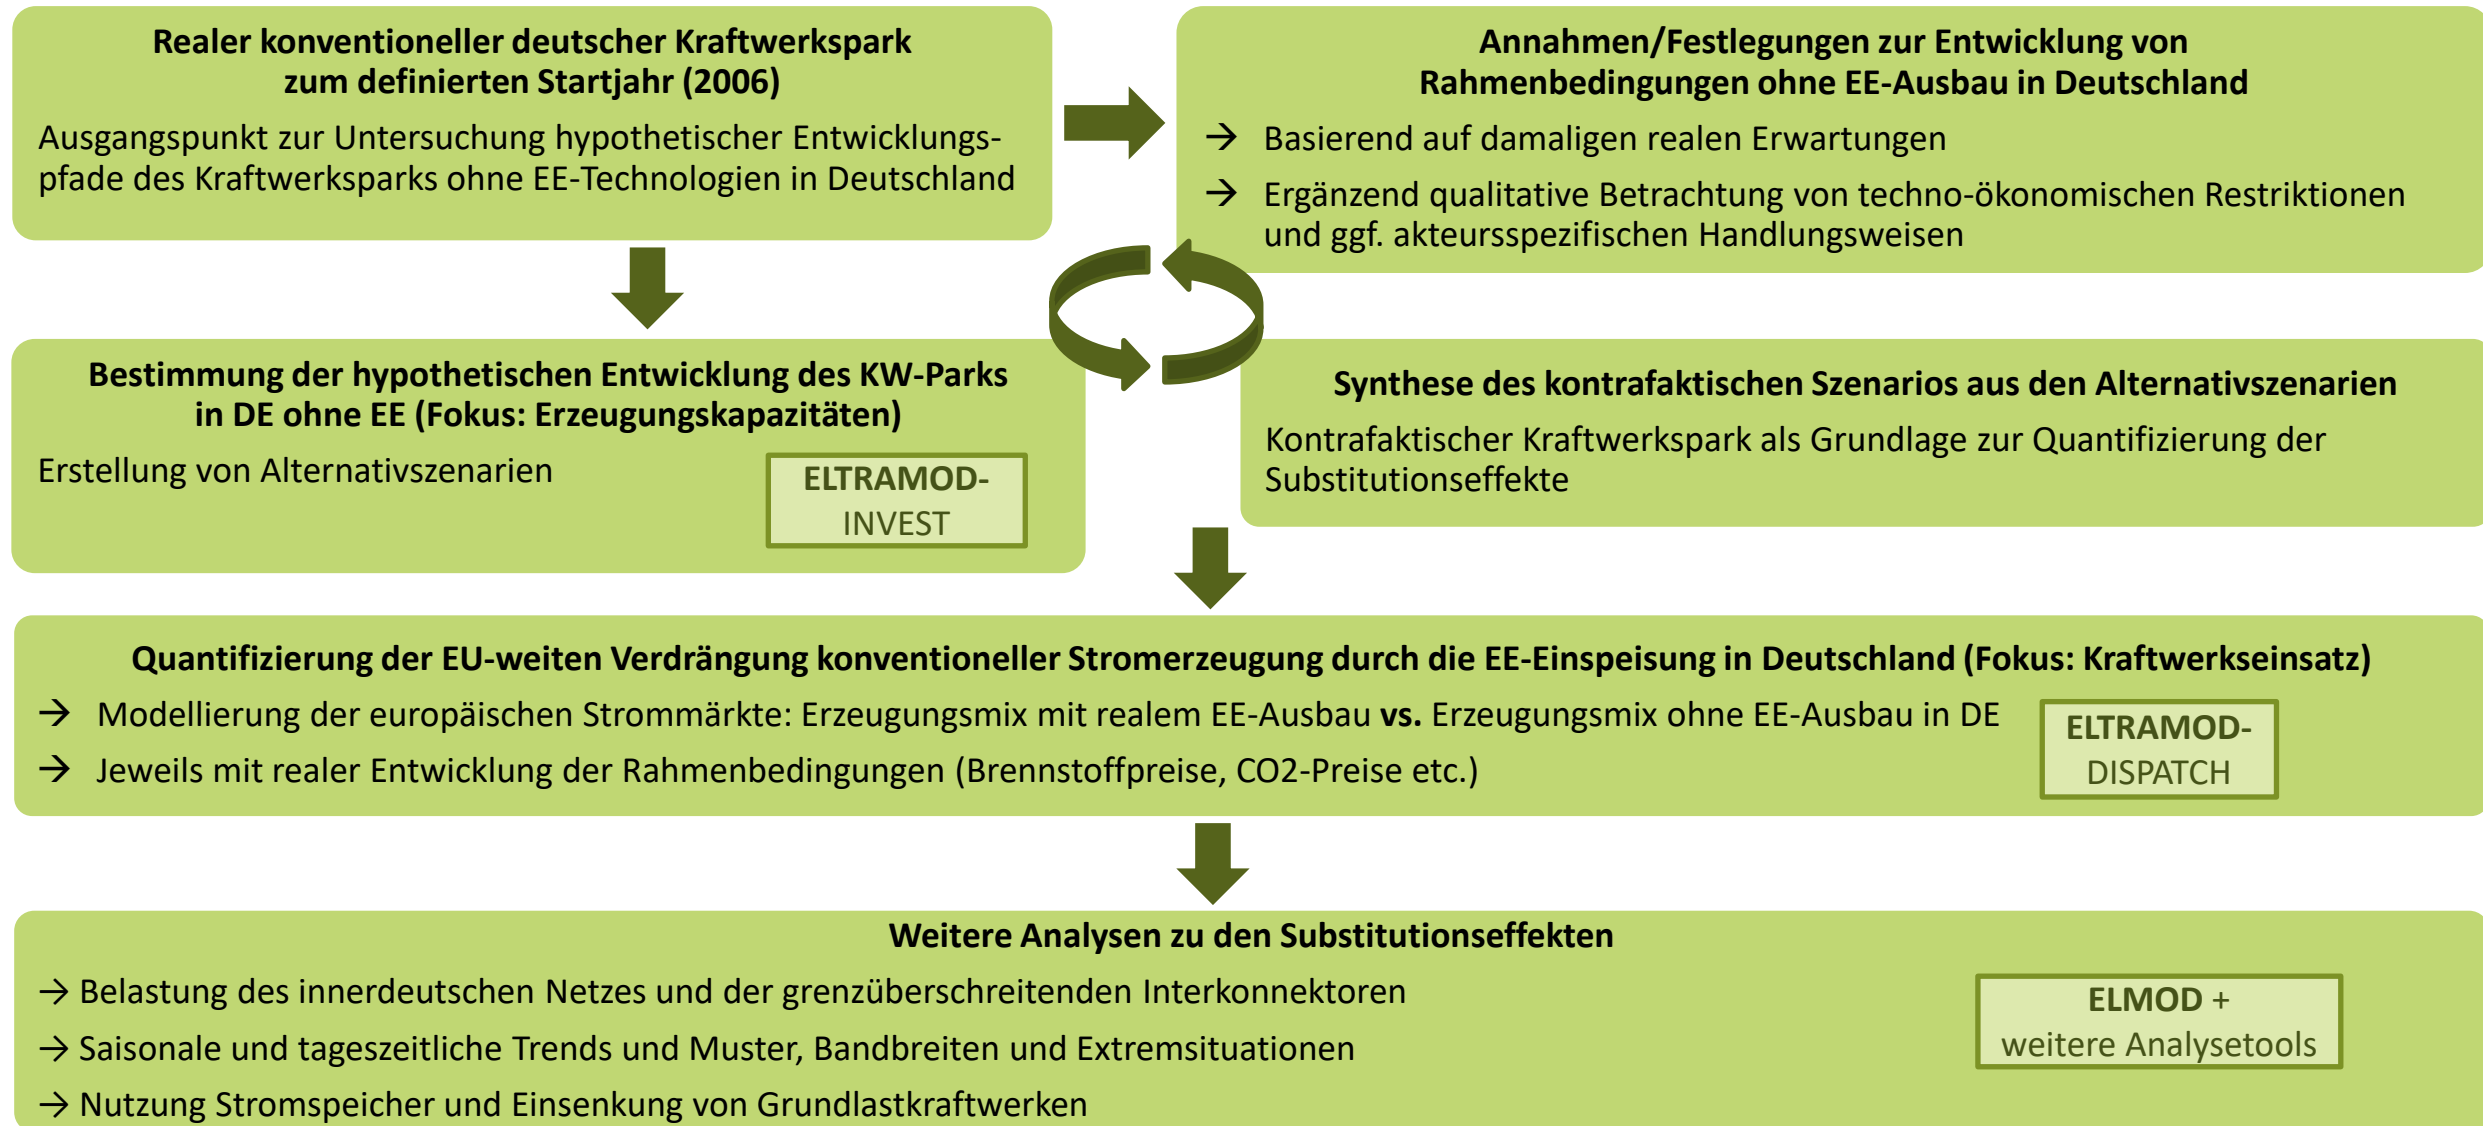 Realer konventioneller deutscher Kraftwerkspark
zum definierten Startjahr (2006)
Ausgangspunkt zur Untersuchung hypothetischer Entwicklungs-
pfade des Kraftwerksparks ohne EE-Technologien in Deutschland
Annahmen/Festlegungen zur Entwicklung von
Rahmenbedingungen ohne EE-Ausbau in Deutschland
→ Basierend auf damaligen realen Erwartungen
→ Ergänzend qualitative Betrachtung von techno-ökonomischen Restriktionen
und ggf. akteursspezifischen Handlungsweisen
Bestimmung der hypothetischen Entwicklung des KW-Parks
in DE ohne EE (Fokus: Erzeugungskapazitäten)
Erstellung von Alternativszenarien
ELTRAMOD-
INVEST
Synthese des kontrafaktischen Szenarios aus den Alternativszenarien
Kontrafaktischer Kraftwerkspark als Grundlage zur Quantifizierung der
Substitutionseffekte
Quantifizierung der EU-weiten Verdrängung konventioneller Stromerzeugung durch die EE-Einspeisung in Deutschland (Fokus: Kraftwerkseinsatz)
→ Modellierung der europäischen Strommärkte: Erzeugungsmix mit realem EE-Ausbau vs. Erzeugungsmix ohne EE-Ausbau in DE
→ Jeweils mit realer Entwicklung der Rahmenbedingungen (Brennstoffpreise, CO2-Preise etc.)
ELTRAMOD-
DISPATCH
Weitere Analysen zu den Substitutionseffekten
→ Belastung des innerdeutschen Netzes und der grenzüberschreitenden Interkonnektoren
→ Saisonale und tageszeitliche Trends und Muster, Bandbreiten und Extremsituationen
→ Nutzung Stromspeicher und Einsenkung von Grundlastkraftwerken
ELMOD +
weitere Analysetools